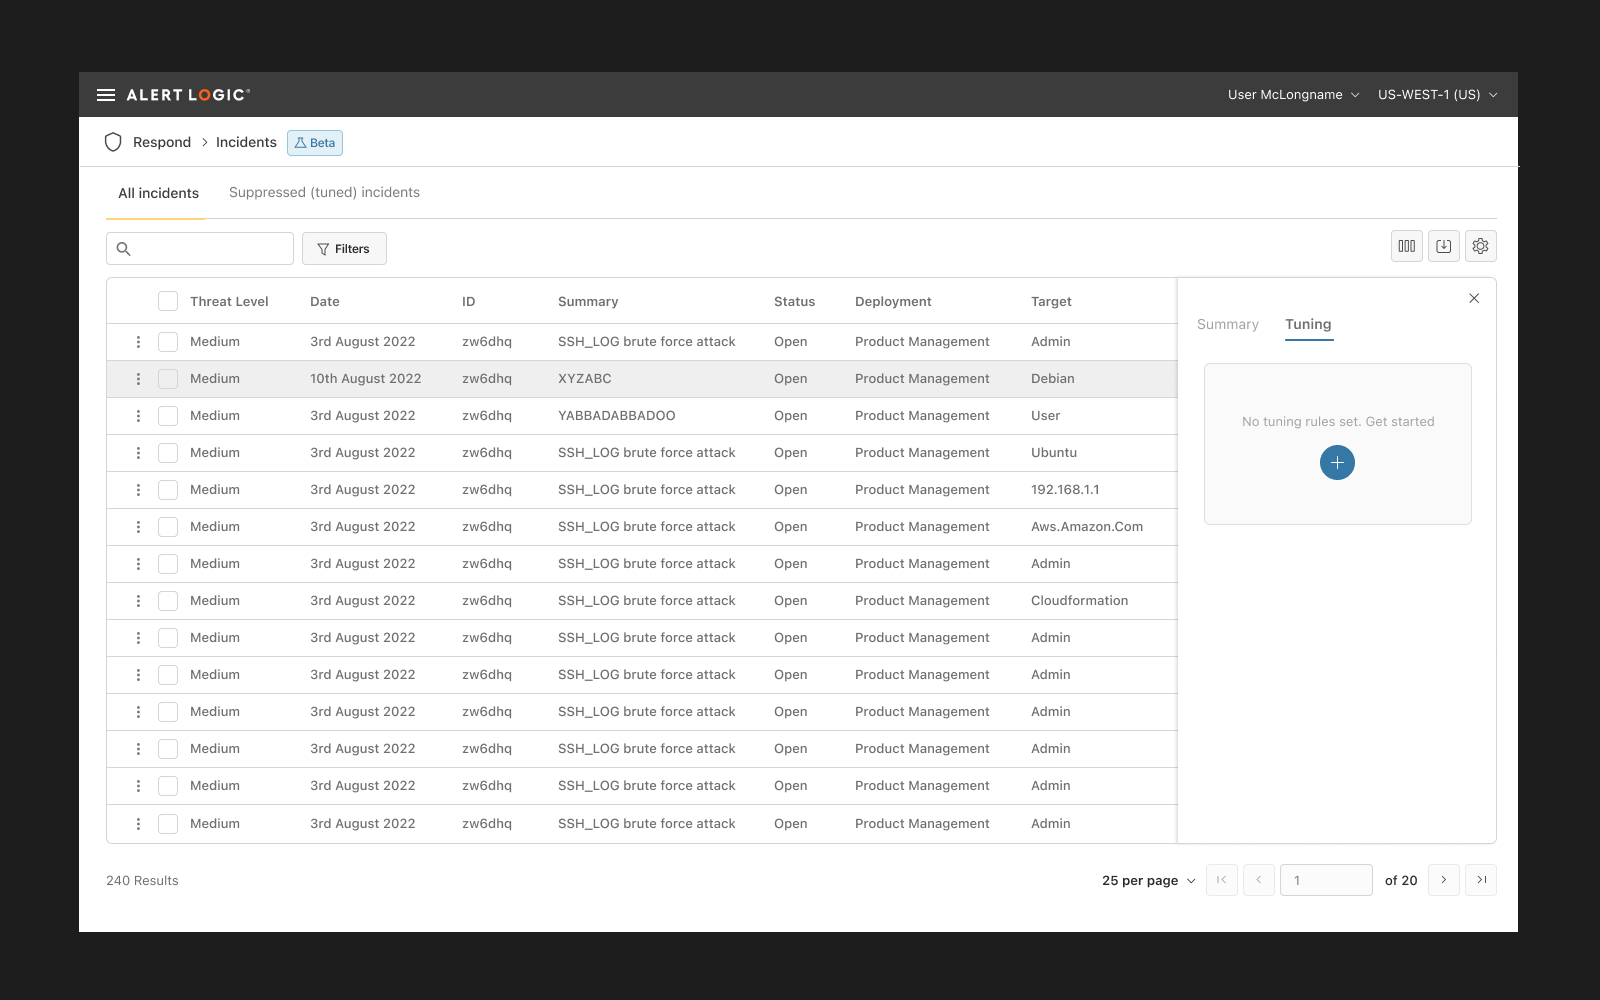 ALERT LOGIC® User McLongname US-WEST-1 (US)
Respond > Incidents Beta
All incidents Suppressed (tuned) incidents
Filters
Threat Level Date ID Summary Status Deployment Target
Summary Tuning
Medium 3rd August 2022 zw6dhq SSH_LOG brute force attack Open Product Management Admin
Medium 10th August 2022 zw6dhq XYZABC Open Product Management Debian
Medium 3rd August 2022 zw6dhq YABBADABBADOO Open Product Management User
No tuning rules set. Get started
Medium 3rd August 2022 zw6dhq SSH_LOG brute force attack Open Product Management Ubuntu
Medium 3rd August 2022 zw6dhq SSH_LOG brute force attack Open Product Management 192.168.1.1
Medium 3rd August 2022 zw6dhq SSH_LOG brute force attack Open Product Management Aws.Amazon.Com
Medium 3rd August 2022 zw6dhq SSH_LOG brute force attack Open Product Management Admin
Medium 3rd August 2022 zw6dhq SSH_LOG brute force attack Open Product Management Cloudformation
Medium 3rd August 2022 zw6dhq SSH_LOG brute force attack Open Product Management Admin
Medium 3rd August 2022 zw6dhq SSH_LOG brute force attack Open Product Management Admin
Medium 3rd August 2022 zw6dhq SSH_LOG brute force attack Open Product Management Admin
Medium 3rd August 2022 zw6dhq SSH_LOG brute force attack Open Product Management Admin
Medium 3rd August 2022 zw6dhq SSH_LOG brute force attack Open Product Management Admin
Medium 3rd August 2022 zw6dhq SSH_LOG brute force attack Open Product Management Admin
240 Results 25 per page 1 of 20